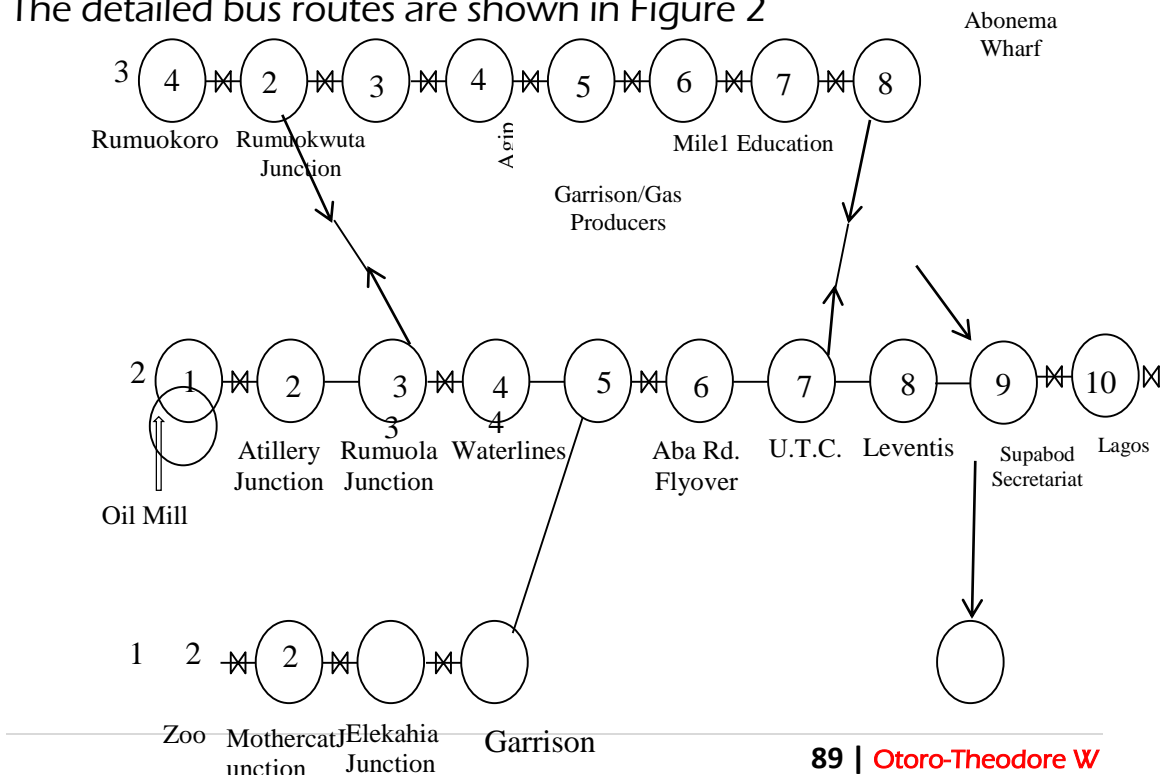 The detailed bus routes are shown in Figure 2
Abonema
Wharf
3 4 2 3 4 5 6 7 8
Rumuokoro Rumuokwuta
Junction
Agip
Mile1 Education
Garrison/Gas
Producers
2 1 2 3 4 5 6 7 8 9 10
3 4
Atillery
Junction
Rumuola
Junction
Waterlines
Aba Rd.
Flyover
U.T.C.
Leventis
Supabod
Secretariat
Lagos
Oil Mill
1 2 2
Zoo
MothercatJ
unction
Elekahia
Junction
Garrison
89 | Otoro-Theodore W